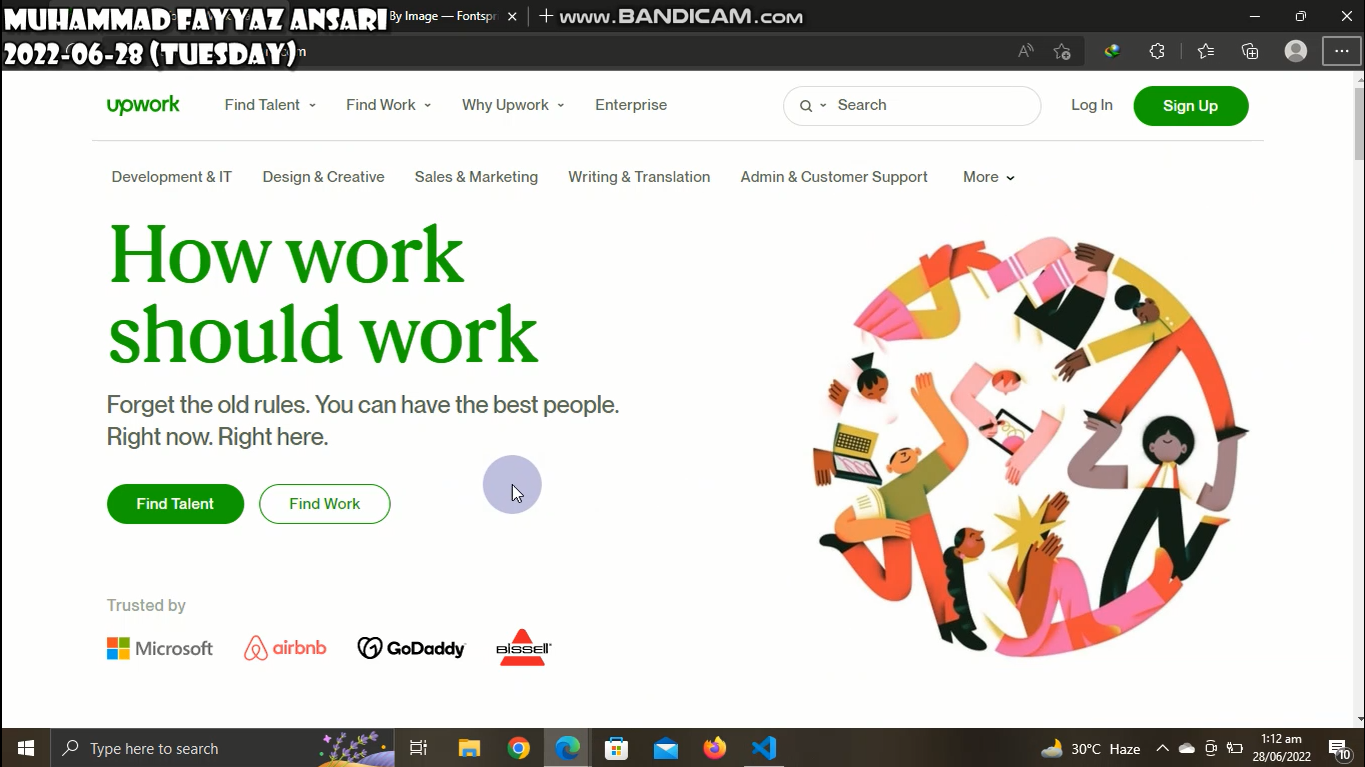 MUHAMMAD FAYYAZ ANSARI
2022-06-28 (TUESDAY)
By Image — Fontspr
www.BANDICAM.com
upwork
Find Talent
Find Work
Why Upwork
Enterprise
Search
Log In
Sign Up
Development & IT
Design & Creative
Sales & Marketing
Writing & Translation
Admin & Customer Support
More
How work
should work
Forget the old rules. You can have the best people.
Right now. Right here.
Find Talent
Find Work
Trusted by
Microsoft
airbnb
GoDaddy
BISSELL
Type here to search
30°C Haze
1:12 am
28/06/2022
10